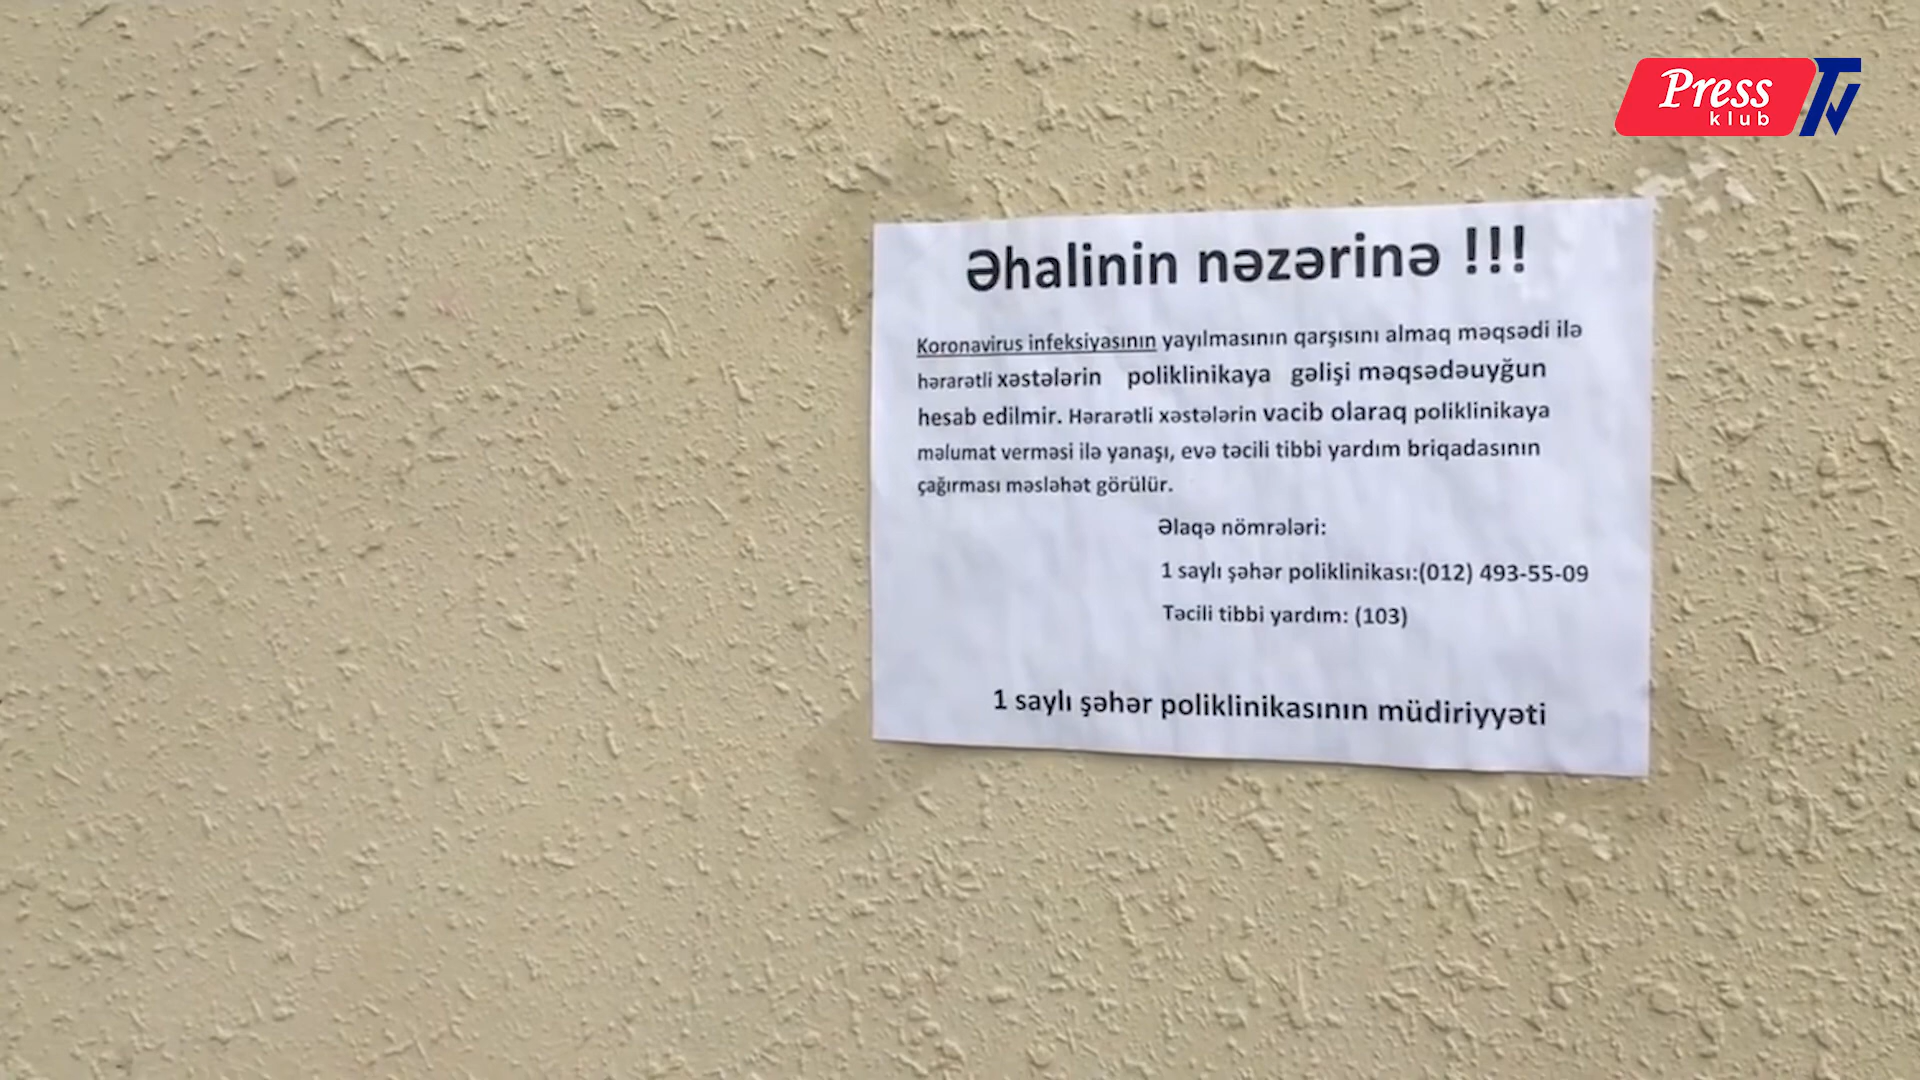 Press
klub
TV
Əhalinin nəzərinə !!!
Koronavirus infeksiyasının yayılmasının qarşısını almaq məqsədi ilə
hərarətli xəstələrin poliklinikaya gəlişi məqsədəuyğun
hesab edilmir. Hərarətli xəstələrin vacib olaraq poliklinikaya
məlumat verməsi ilə yanaşı, evə təcili tibbi yardım briqadasının
çağırması məsləhət görülür.
Əlaqə nömrələri:
1 saylı şəhər poliklinikası:(012) 493-55-09
Təcili tibbi yardım: (103)
1 saylı şəhər poliklinikasının müdiriyyəti